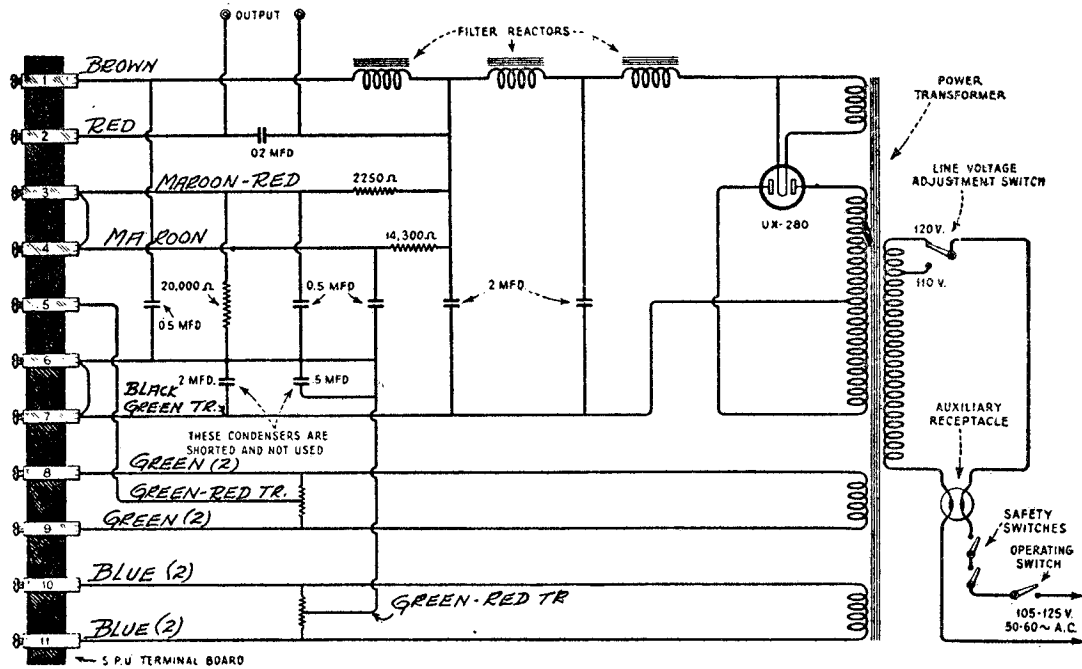 OUTPUT
FILTER REACTORS
1
BROWN
POWER
TRANSFORMER
2
RED
02 MFD
LINE VOLTAGE
ADJUSTMENT SWITCH
3
MAROON-RED
2250 Ω
UX-280
120V.
4
MAROON
14,300Ω
110 V.
5
20,000 Ω
0.5 MFD
2 MFD.
05 MFD
6
2 MFD.
.5 MFD
BLACK
GREEN TR.
7
AUXILIARY
RECEPTACLE
THESE CONDENSERS ARE
SHORTED AND NOT USED
8
GREEN (2)
GREEN-RED TR.
9
GREEN (2)
SAFETY
SWITCHES
OPERATING
SWITCH
10
BLUE (2)
GREEN-RED TR
105-125 V.
50-60~ A.C.
11
BLUE (2)
S.P.U TERMINAL BOARD